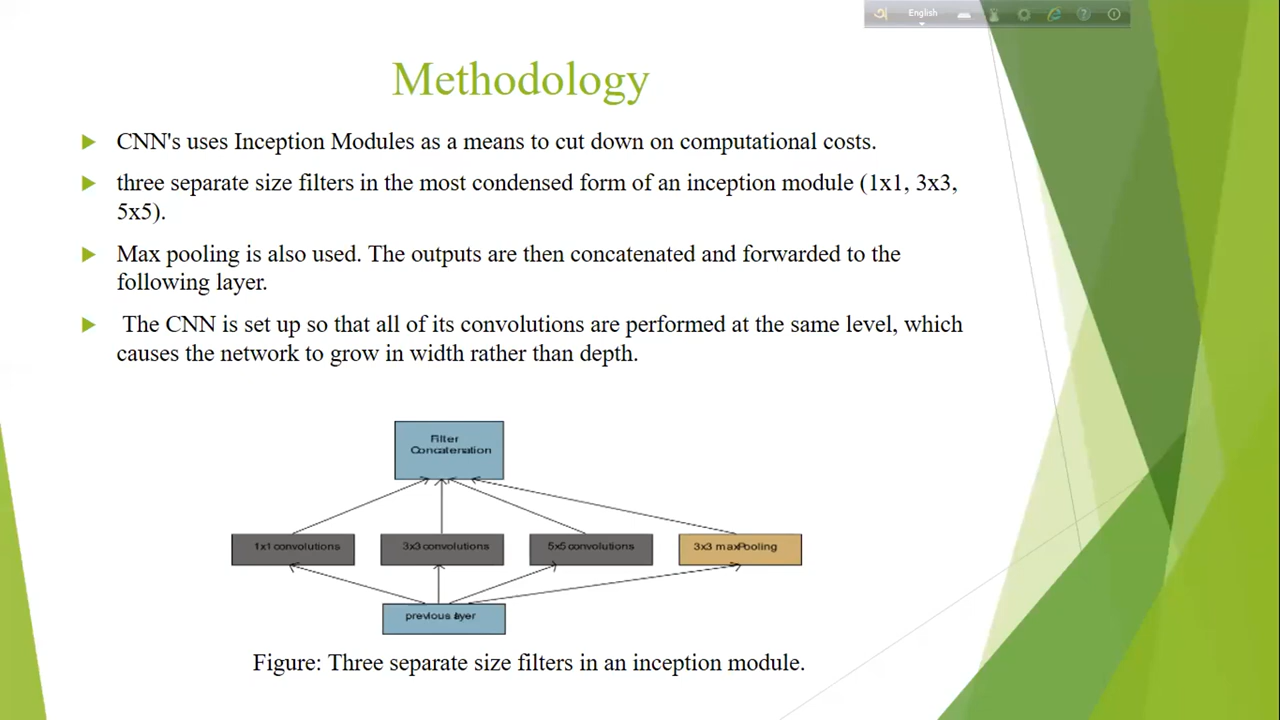 অ English
Methodology
CNN's uses Inception Modules as a means to cut down on computational costs.
three separate size filters in the most condensed form of an inception module (1x1, 3x3,
5x5).
Max pooling is also used. The outputs are then concatenated and forwarded to the
following layer.
The CNN is set up so that all of its convolutions are performed at the same level, which
causes the network to grow in width rather than depth.
Filter
Concatenation
1x1 convolutions 3x3 convolutions 5x5 convolutions 3x3 maxPooling
previous layer
Figure: Three separate size filters in an inception module.